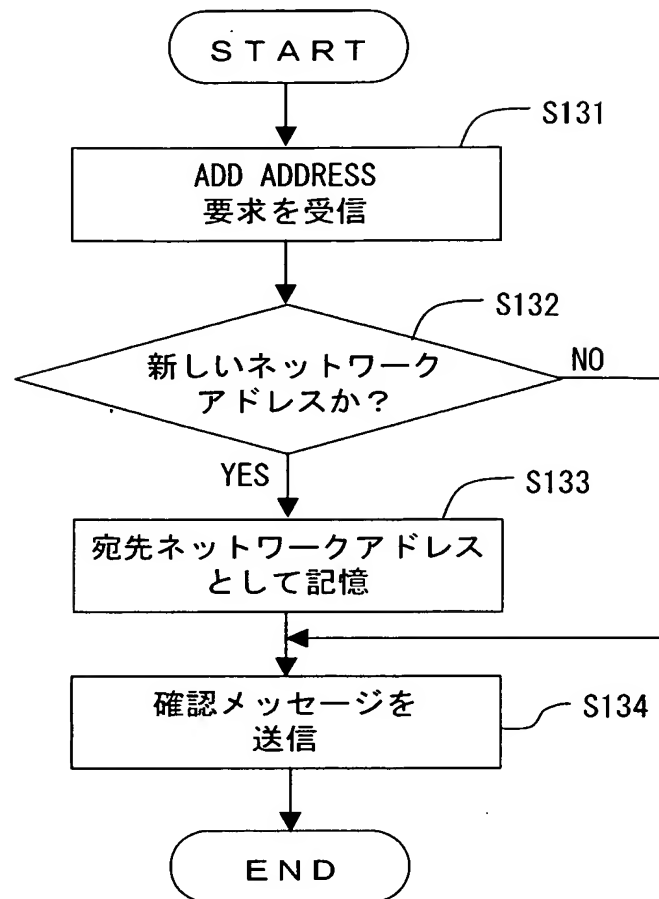 START
S131
ADD ADDRESS
要求を受信
S132
新しいネットワーク
アドレスか?
NO
YES
S133
宛先ネットワークアドレス
として記憶
確認メッセージを
送信
S134
END